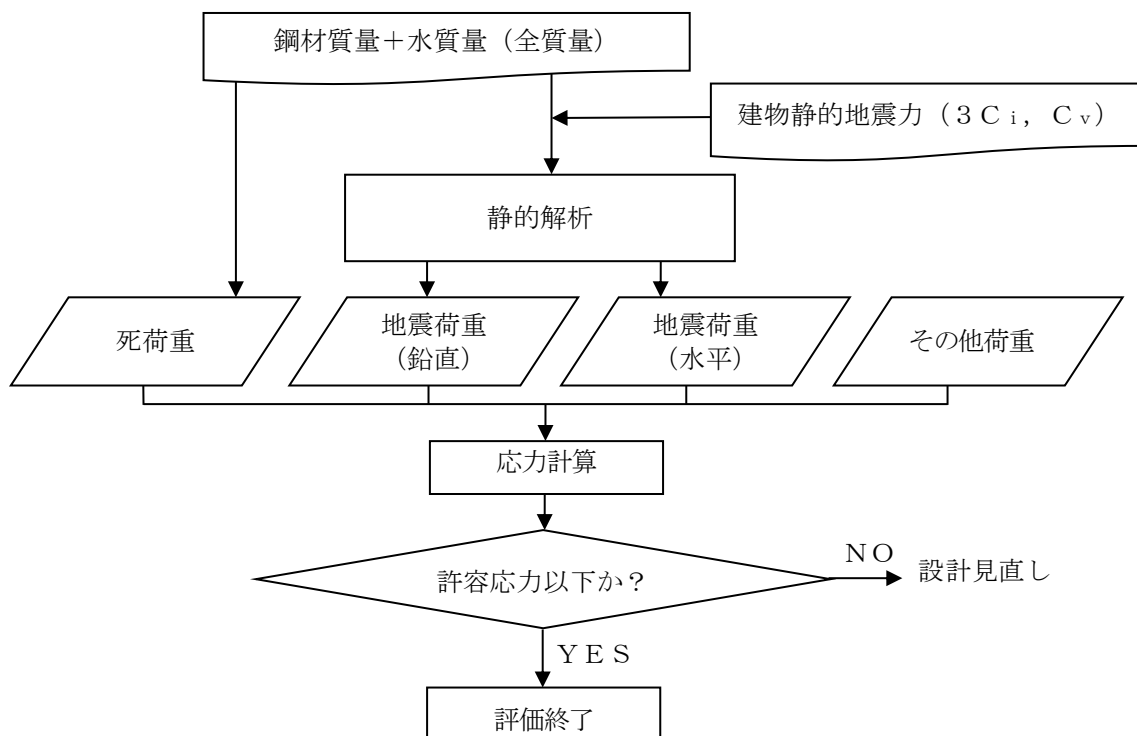 鋼材質量＋水質量（全質量）
建物静的地震力（３Ｃｉ，Ｃｖ）
静的解析
死荷重
地震荷重
（鉛直）
地震荷重
（水平）
その他荷重
応力計算
許容応力以下か？
ＮＯ
設計見直し
ＹＥＳ
評価終了